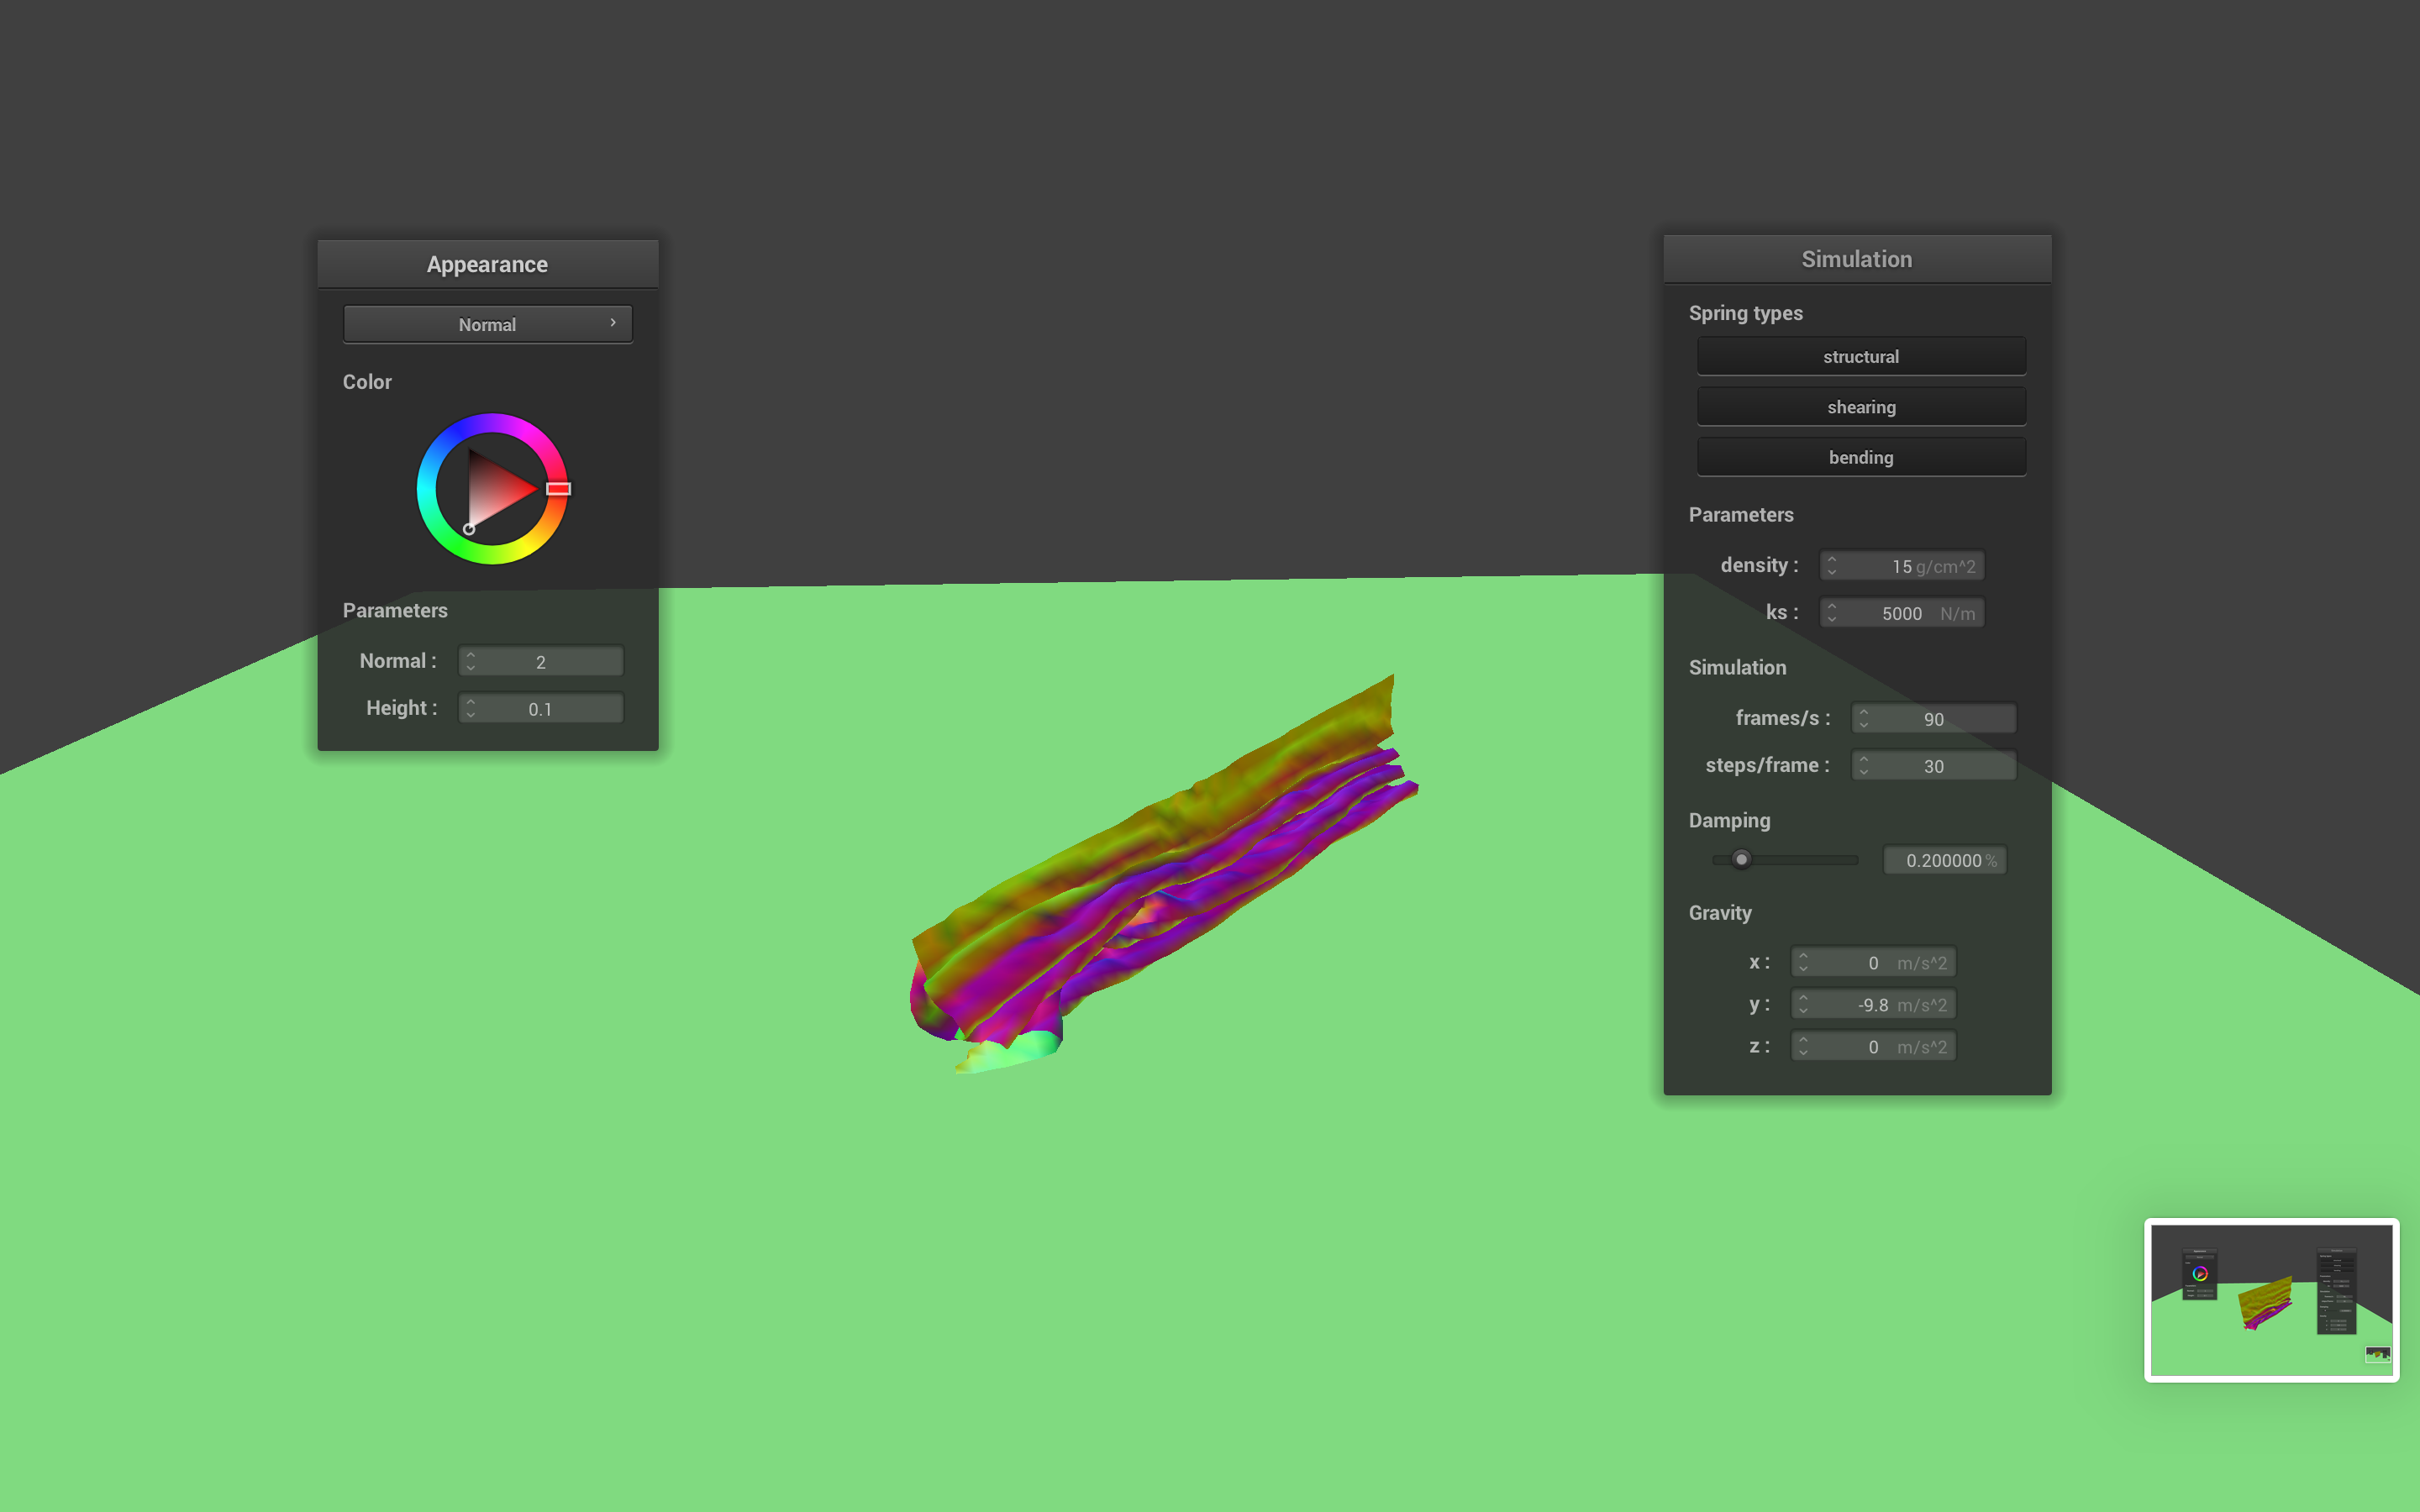 Appearance
Normal
Color
Parameters
Normal : 2
Height : 0.1
Simulation
Spring types
structural
shearing
bending
Parameters
density : 15 g/cm^2
ks : 5000 N/m
Simulation
frames/s : 90
steps/frame : 30
Damping
0.200000 %
Gravity
x : 0 m/s^2
y : -9.8 m/s^2
z : 0 m/s^2